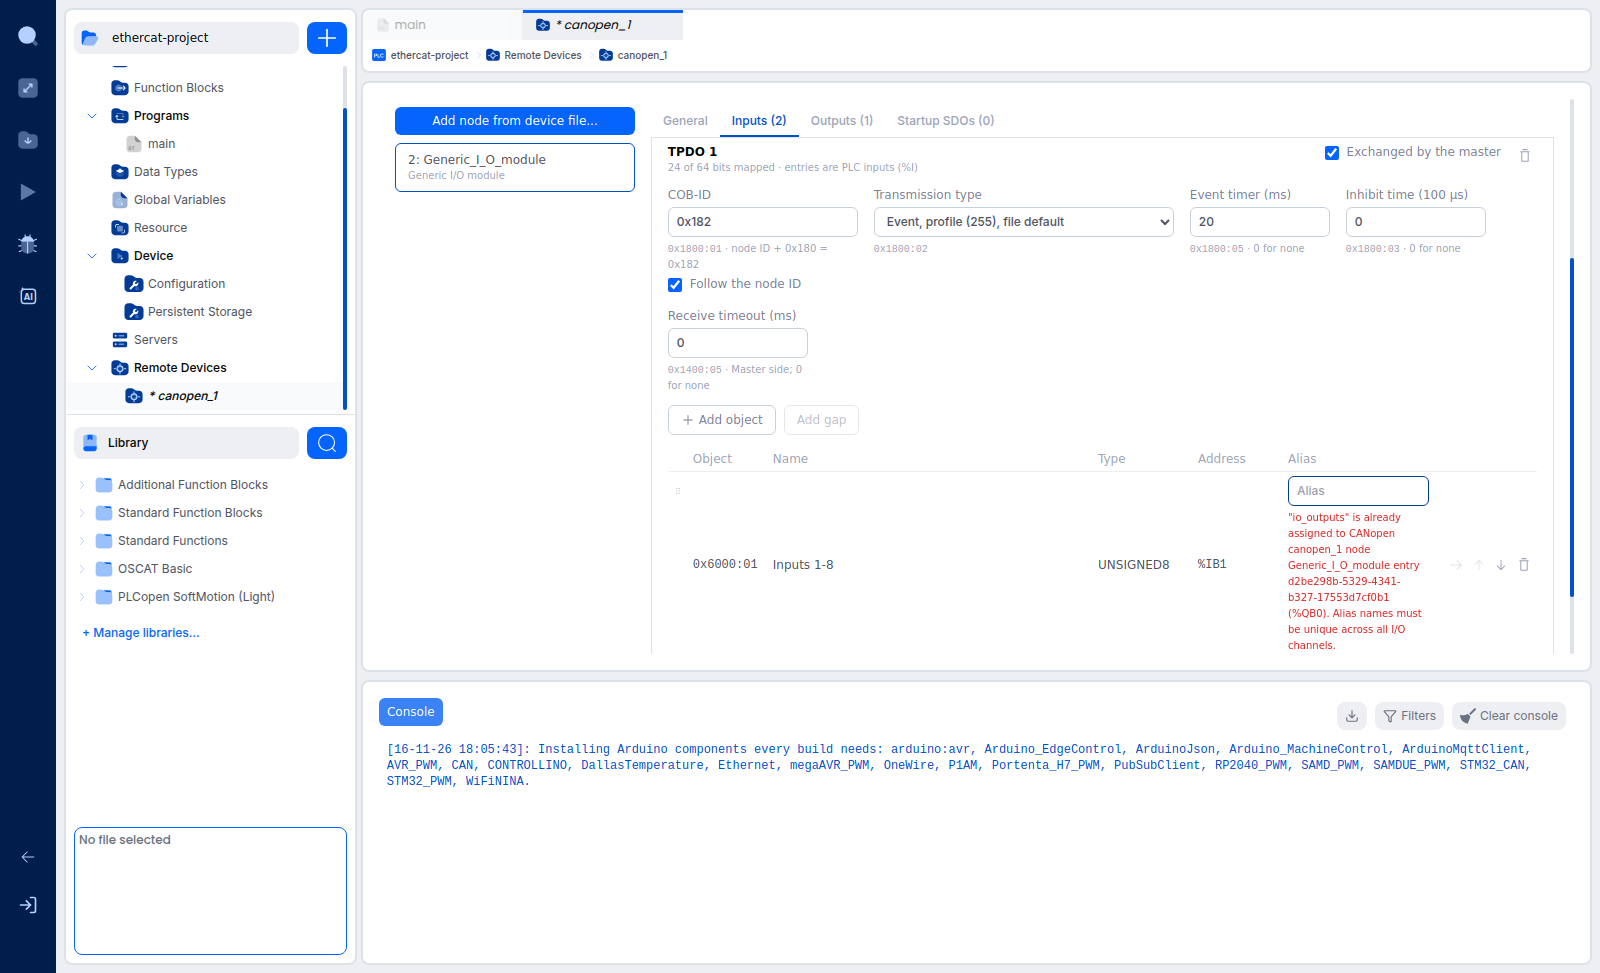 ethercat-project
Function Blocks
Programs
main
Data Types
Global Variables
Resource
Device
Configuration
Persistent Storage
Servers
Remote Devices
* canopen_1
Library
Additional Function Blocks
Standard Function Blocks
Standard Functions
OSCAT Basic
PLCopen SoftMotion (Light)
+ Manage libraries...
No file selected
AI
main
* canopen_1
PLC ethercat-project
Remote Devices
canopen_1
Add node from device file...
2: Generic_I_O_module
Generic I/O module
General
Inputs (2)
Outputs (1)
Startup SDOs (0)
TPDO 1
24 of 64 bits mapped · entries are PLC inputs (%I)
Exchanged by the master
COB-ID
Transmission type
Event timer (ms)
Inhibit time (100 µs)
0x182
Event, profile (255), file default
20
0
0x1800:01 · node ID + 0x180 =
0x182
0x1800:02
0x1800:05 · 0 for none
0x1800:03 · 0 for none
Follow the node ID
Receive timeout (ms)
0
0x1400:05 · Master side; 0
for none
Add object
Add gap
Object
Name
Type
Address
Alias
Alias
0x6000:01
Inputs 1-8
UNSIGNED8
%IB1
"io_outputs" is already
assigned to CANopen
canopen_1 node
Generic_I_O_module entry
d2be298b-5329-4341-
b327-17553d7cf0b1
(%QB0). Alias names must
be unique across all I/O
channels.
Console
Filters
Clear console
[16-11-26 18:05:43]: Installing Arduino components every build needs: arduino:avr, Arduino_EdgeControl, ArduinoJson, Arduino_MachineControl, ArduinoMqttClient,
AVR_PWM, CAN, CONTROLLINO, DallasTemperature, Ethernet, megaAVR_PWM, OneWire, P1AM, Portenta_H7_PWM, PubSubClient, RP2040_PWM, SAMD_PWM, SAMDUE_PWM, STM32_CAN,
STM32_PWM, WiFiNINA.